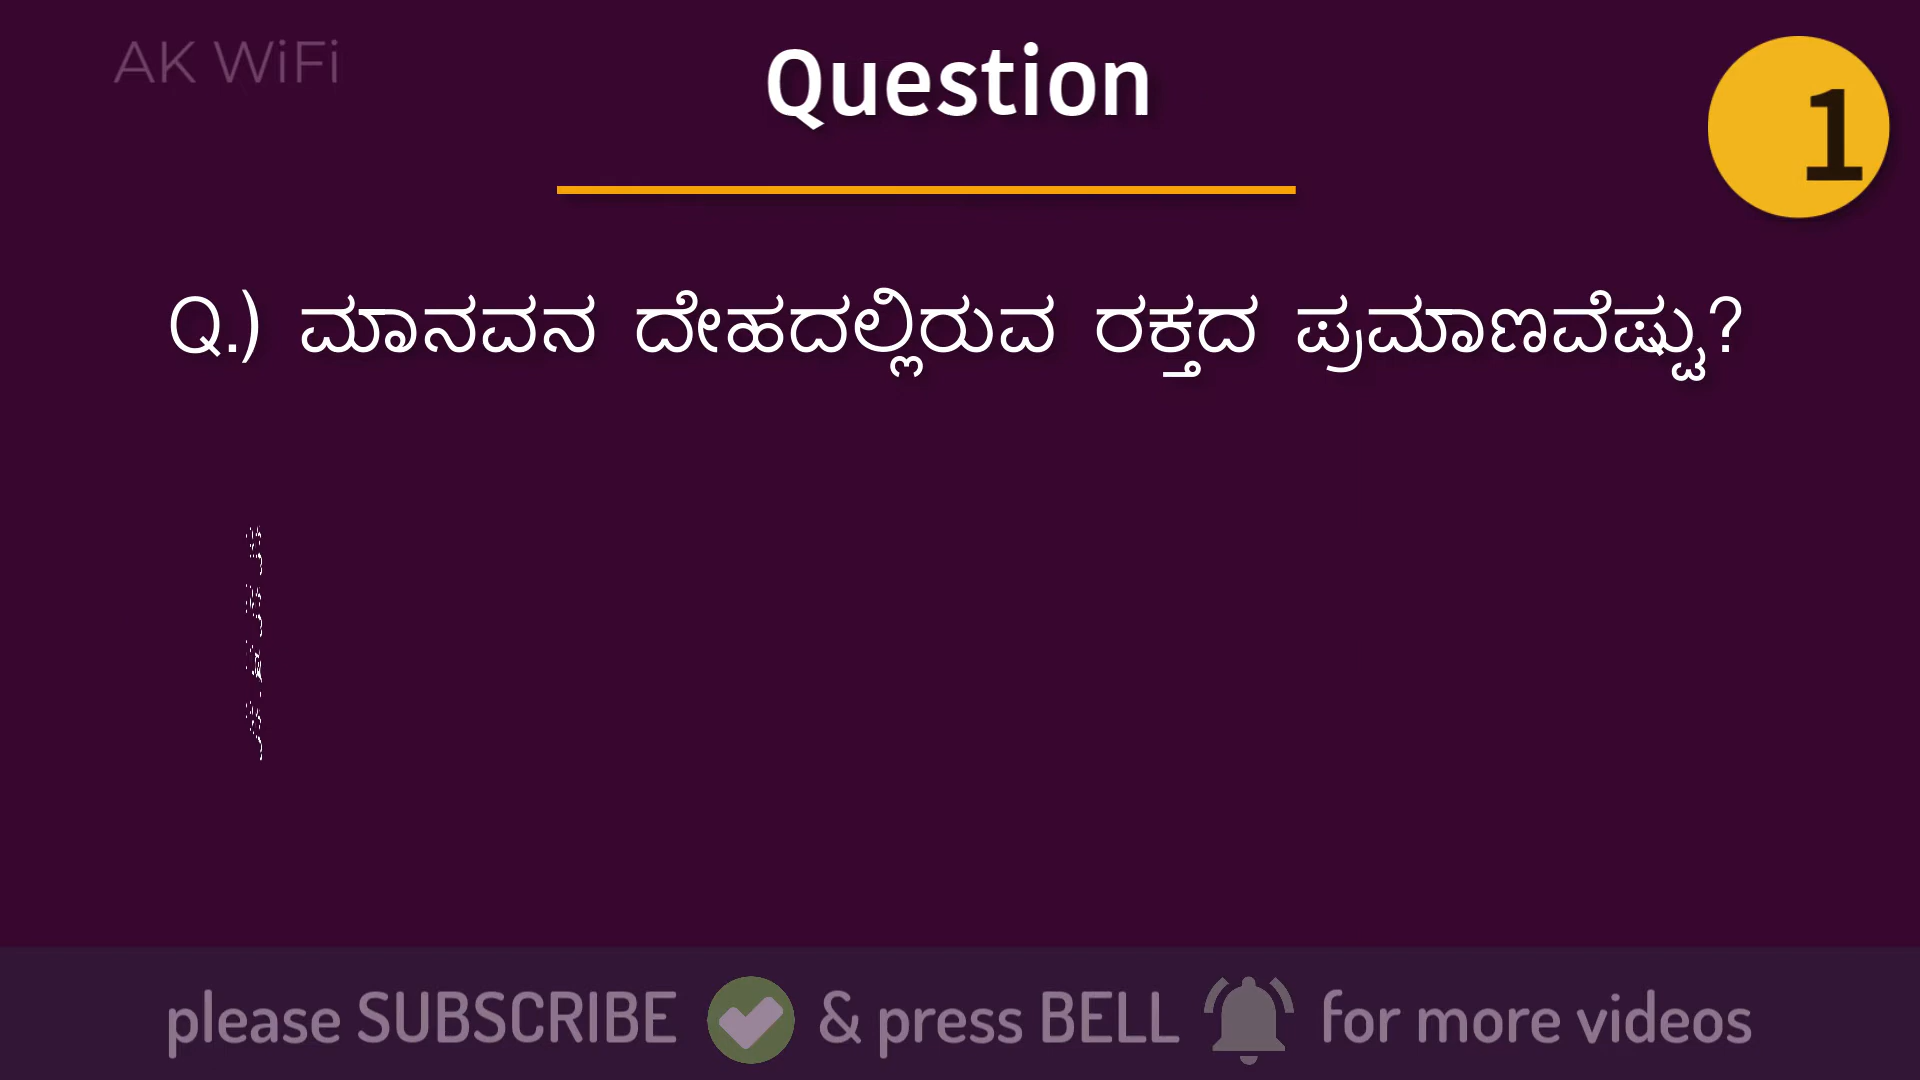 AK WiFi
Question
1
Q.) ಮಾನವನ ದೇಹದಲ್ಲಿರುವ ರಕ್ತದ ಪ್ರಮಾಣವೆಷ್ಟು?
please SUBSCRIBE & press BELL for more videos